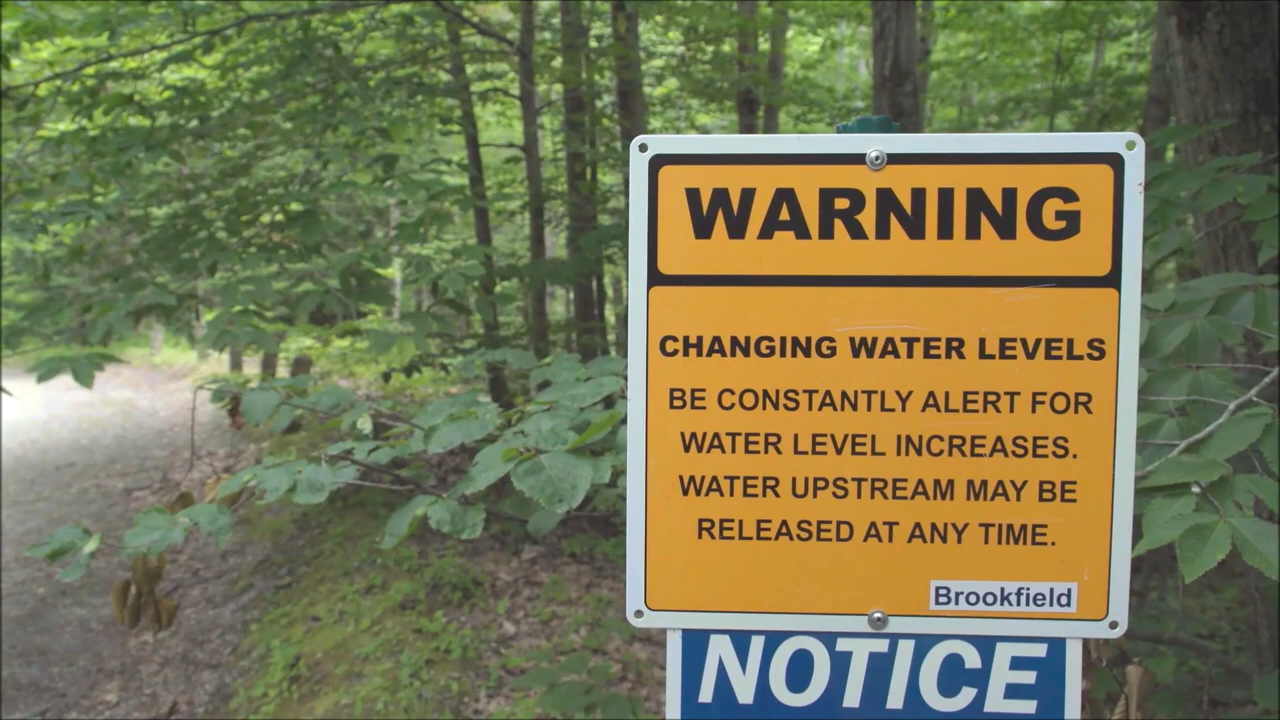 WARNING
CHANGING WATER LEVELS
BE CONSTANTLY ALERT FOR
WATER LEVEL INCREASES.
WATER UPSTREAM MAY BE
RELEASED AT ANY TIME.
Brookfield
NOTICE